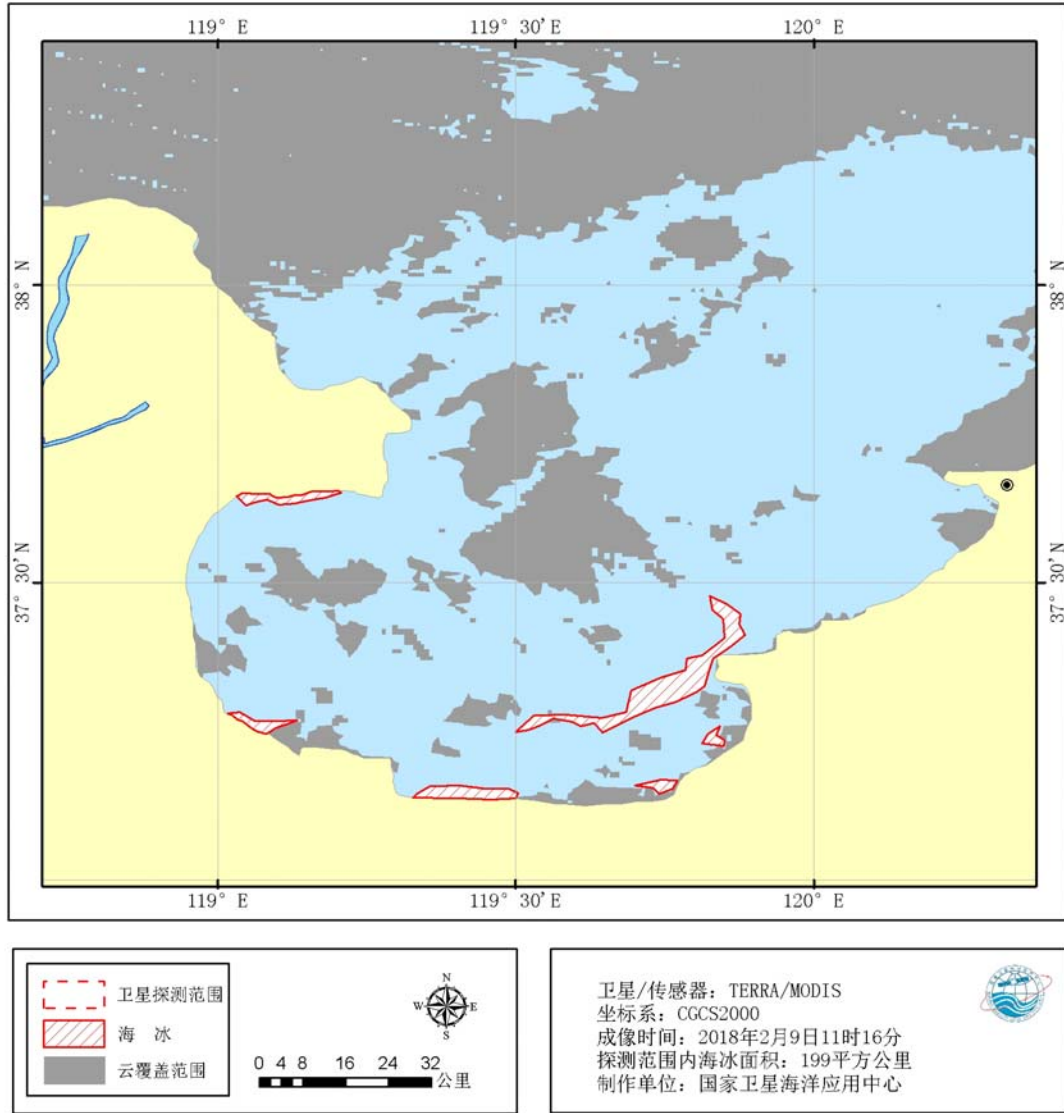 119° E
119° 30′E
120° E
38° N
38° N
37° 30′N
37° 30′N
119° E
119° 30′E
120° E
卫星探测范围
海 冰
云覆盖范围
N
W
E
S
0 4 8 16 24 32
公里
卫星/传感器：TERRA/MODIS
坐标系：CGCS2000
成像时间：2018年2月9日11时16分
探测范围内海冰面积：199平方公里
制作单位：国家卫星海洋应用中心